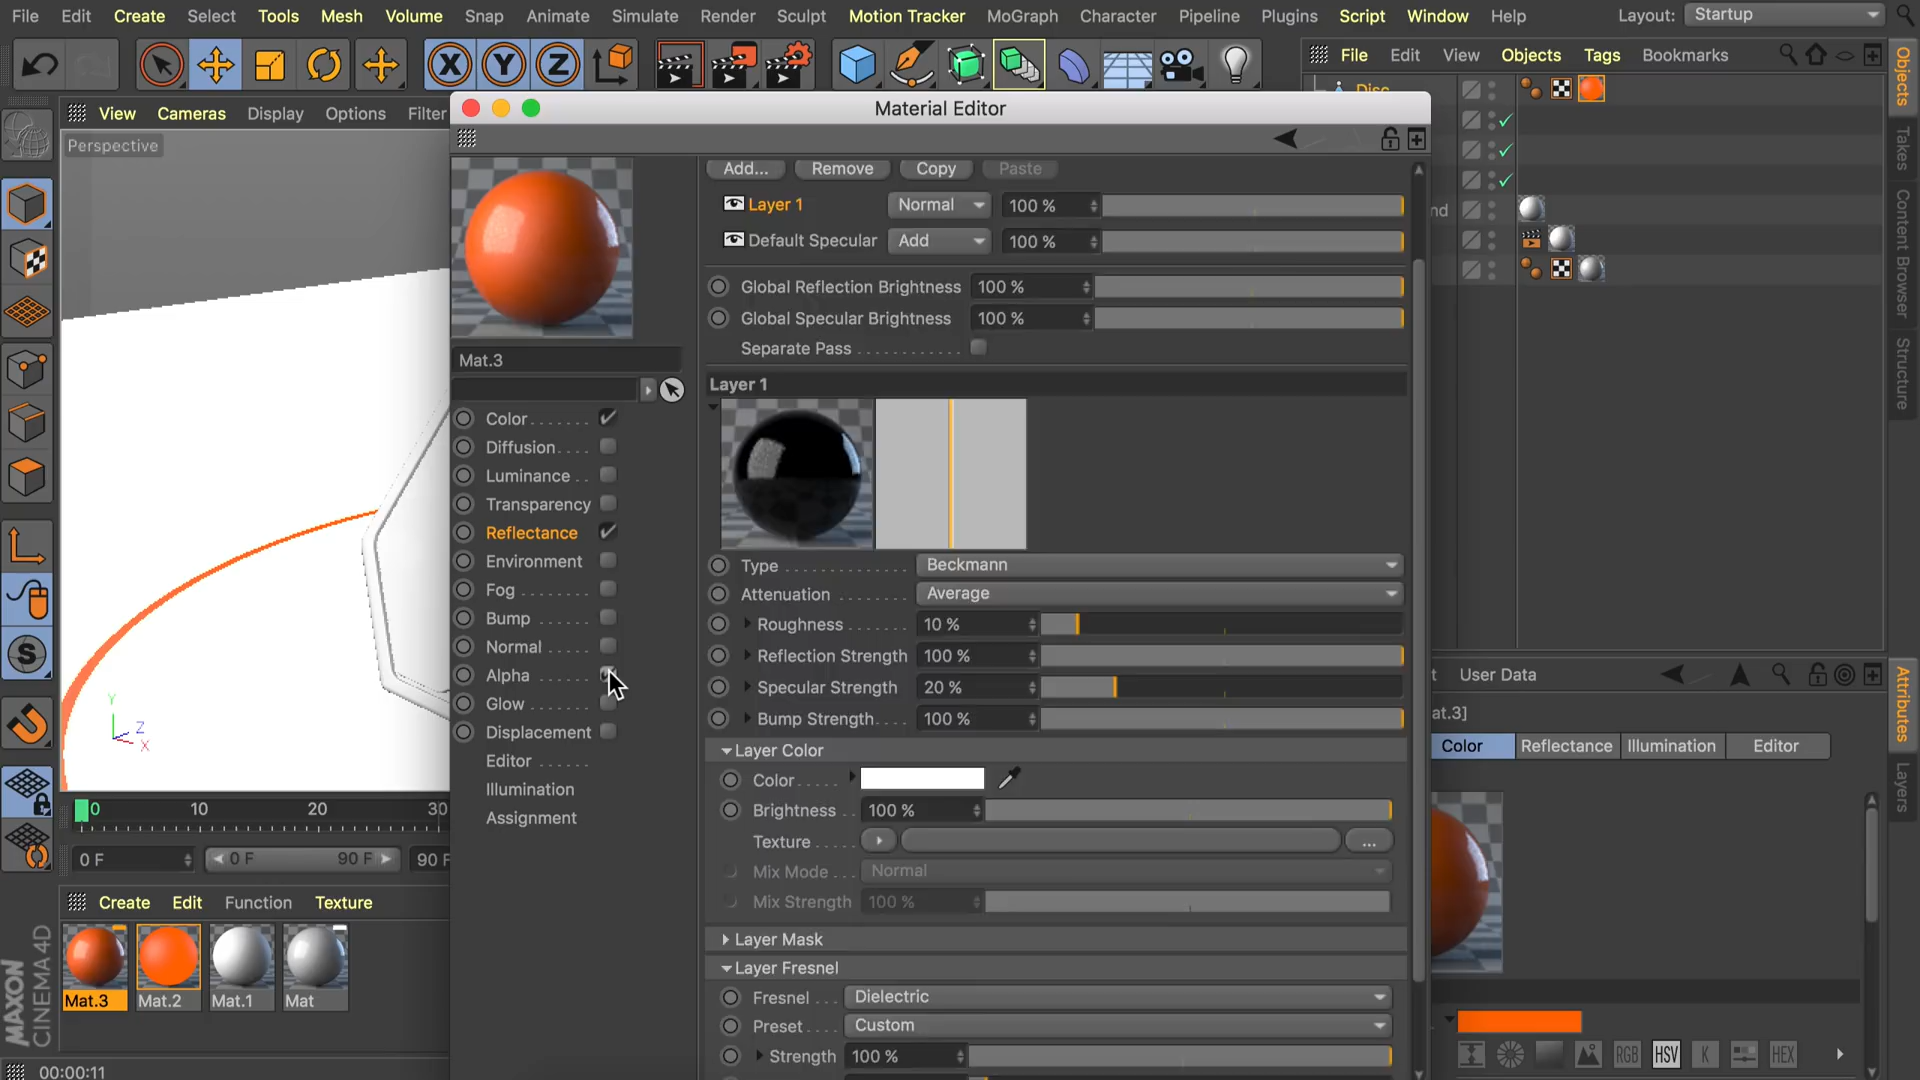 File Edit Create Select Tools Mesh Volume Snap Animate Simulate Render Sculpt Motion Tracker MoGraph Character Pipeline Plugins Script Window Help Layout: Startup
X Y Z
File Edit View Objects Tags Bookmarks
View Cameras Display Options Filter
Material Editor
Perspective
Disc
Objects
Takes
Content Browser
Structure
Add... Remove Copy Paste
Layer 1 Normal 100 %
Default Specular Add 100 %
nd
Global Reflection Brightness 100 %
Global Specular Brightness 100 %
Separate Pass
Mat.3
Layer 1
Color
Diffusion
Luminance
Transparency
Reflectance
Environment
Fog
Bump
Normal
Alpha
Glow
Displacement
Editor
Illumination
Assignment
Type Beckmann
Attenuation Average
Roughness 10 %
Reflection Strength 100 %
Specular Strength 20 %
Bump Strength 100 %
Layer Color
Color
Brightness 100 %
Texture ...
Mix Mode Normal
Mix Strength 100 %
Layer Mask
Layer Fresnel
Fresnel Dielectric
Preset Custom
Strength 100 %
t User Data
at.3]
Color Reflectance Illumination Editor
Attributes
Layers
RGB HSV K HEX
Y
Z
X
0 10 20 30
0 F 0 F 90 F 90 F
Create Edit Function Texture
Mat.3 Mat.2 Mat.1 Mat
MAXON
CINEMA 4D
00:00:11